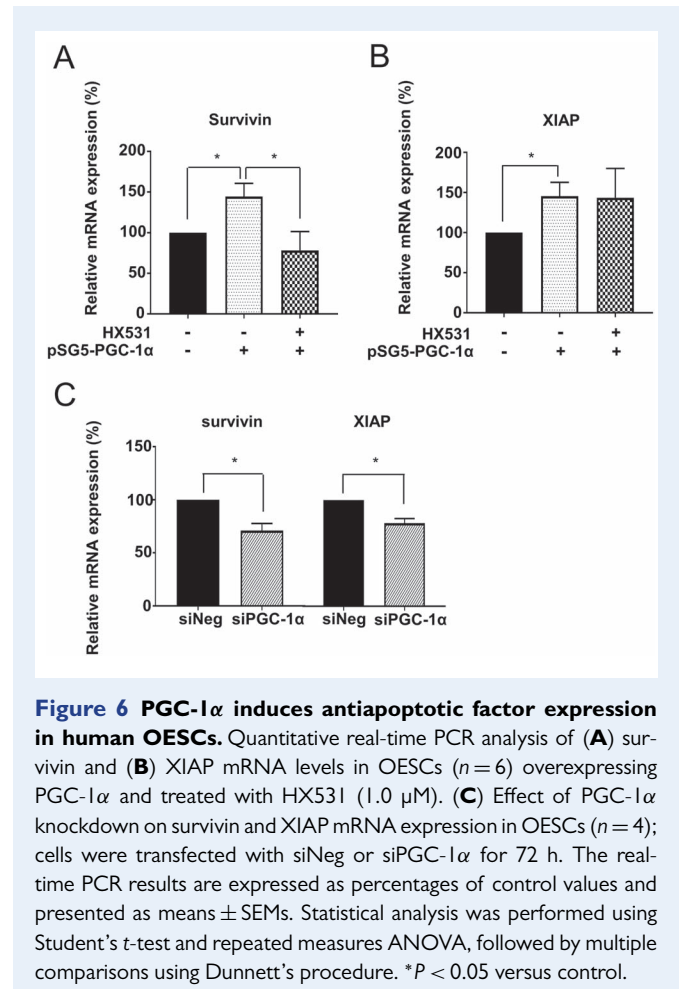 A
Survivin
Relative mRNA expression (%)
200
150
100
50
0
*
*
HX531 - - +
pSG5-PGC-1α - + +
B
XIAP
Relative mRNA expression (%)
200
150
100
50
0
*
HX531 - - +
pSG5-PGC-1α - + +
C
survivin XIAP
Relative mRNA expression (%)
150
100
50
0
*
*
siNeg siPGC-1α siNeg siPGC-1α
Figure 6 PGC-1α induces antiapoptotic factor expression
in human OESCs. Quantitative real-time PCR analysis of (A) sur-
vivin and (B) XIAP mRNA levels in OESCs (n = 6) overexpressing
PGC-1α and treated with HX531 (1.0 μM). (C) Effect of PGC-1α
knockdown on survivin and XIAP mRNA expression in OESCs (n = 4);
cells were transfected with siNeg or siPGC-1α for 72 h. The real-
time PCR results are expressed as percentages of control values and
presented as means ± SEMs. Statistical analysis was performed using
Student's t-test and repeated measures ANOVA, followed by multiple
comparisons using Dunnett's procedure. *P < 0.05 versus control.